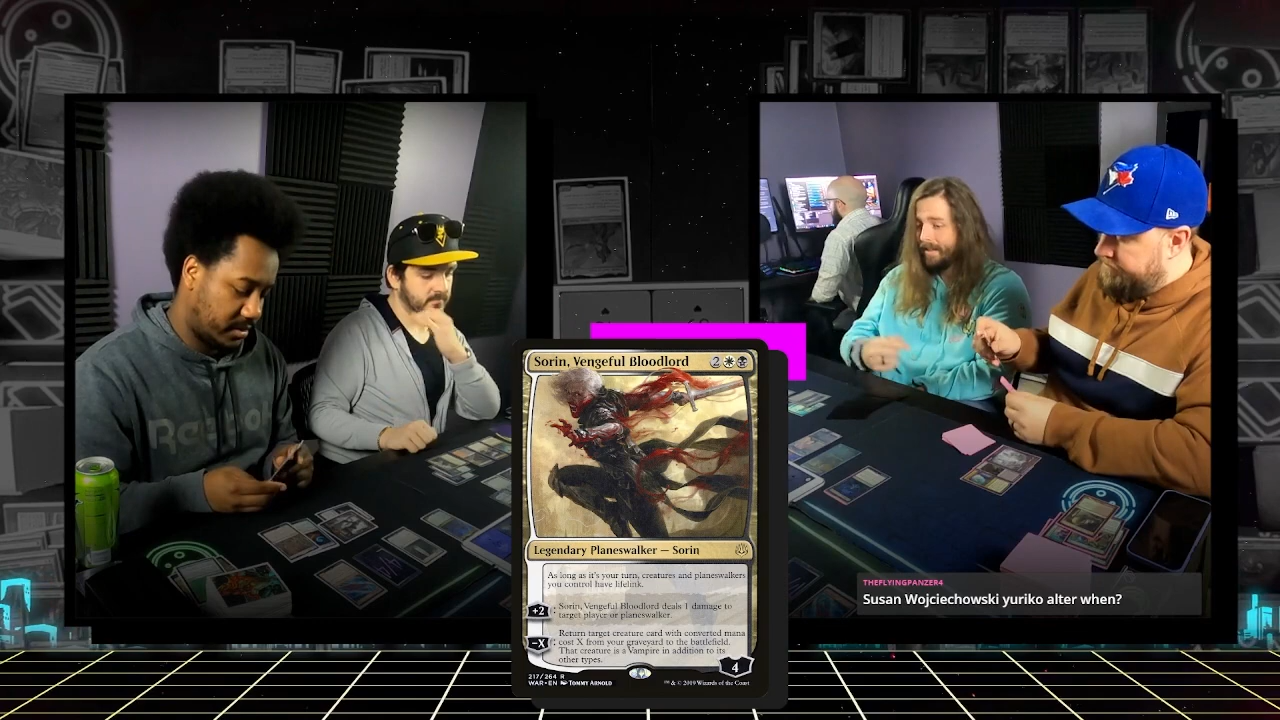 Sorin, Vengeful Bloodlord 2
Legendary Planeswalker — Sorin
As long as it's your turn, creatures and planeswalkers
you control have lifelink.
+2: Sorin, Vengeful Bloodlord deals 1 damage to
target player or planeswalker.
−X: Return target creature card with converted mana
cost X from your graveyard to the battlefield.
That creature is a Vampire in addition to its
other types.
4
217/264 R
WAR • EN Tommy Arnold
™ & © 2019 Wizards of the Coast
THEFLYINGPANZER4
Susan Wojciechowski yuriko alter when?